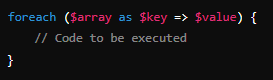 foreach ($array as $key => $value) {
    // Code to be executed
}